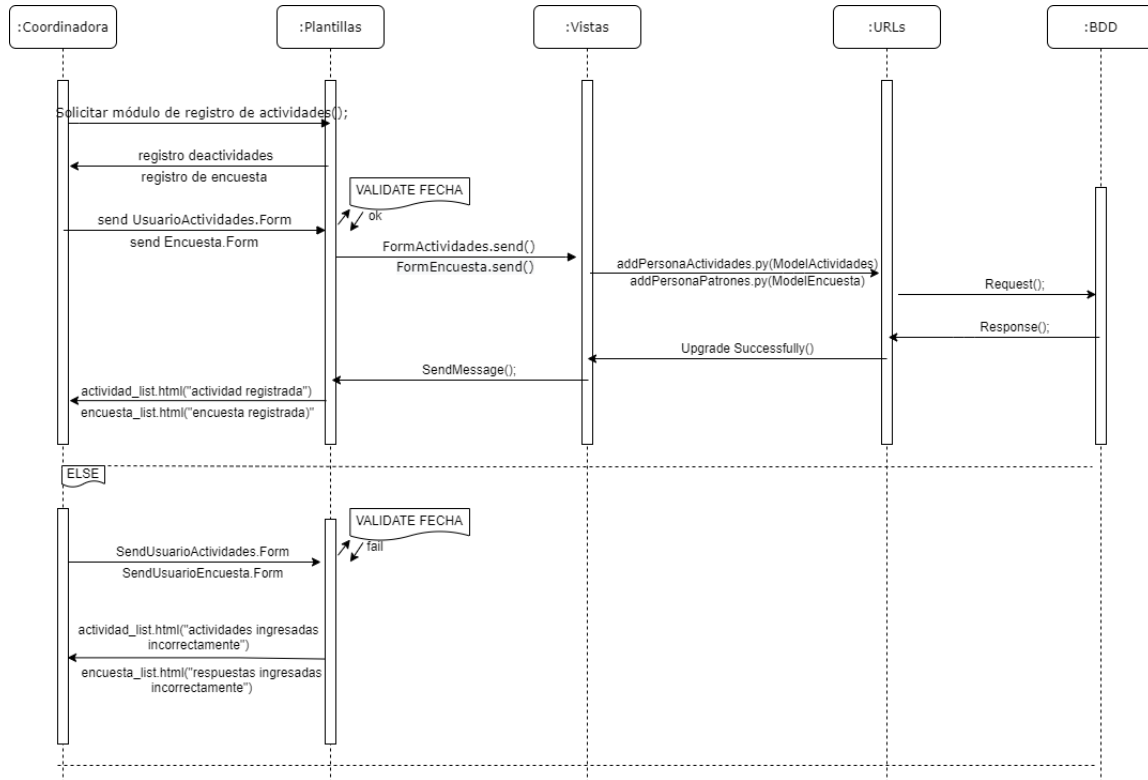 :Coordinadora
:Plantillas
:Vistas
:URLs
:BDD
Solicitar módulo de registro de actividades();
registro deactividades
registro de encuesta
VALIDATE FECHA
ok
send UsuarioActividades.Form
send Encuesta.Form
FormActividades.send()
FormEncuesta.send()
addPersonaActividades.py(ModelActividades)
addPersonaPatrones.py(ModelEncuesta)
Request();
Response();
Upgrade Successfully()
SendMessage();
actividad_list.html("actividad registrada")
encuesta_list.html("encuesta registrada)"
ELSE
VALIDATE FECHA
fail
SendUsuarioActividades.Form
SendUsuarioEncuesta.Form
actividad_list.html("actividades ingresadas
incorrectamente")
encuesta_list.html("respuestas ingresadas
incorrectamente")